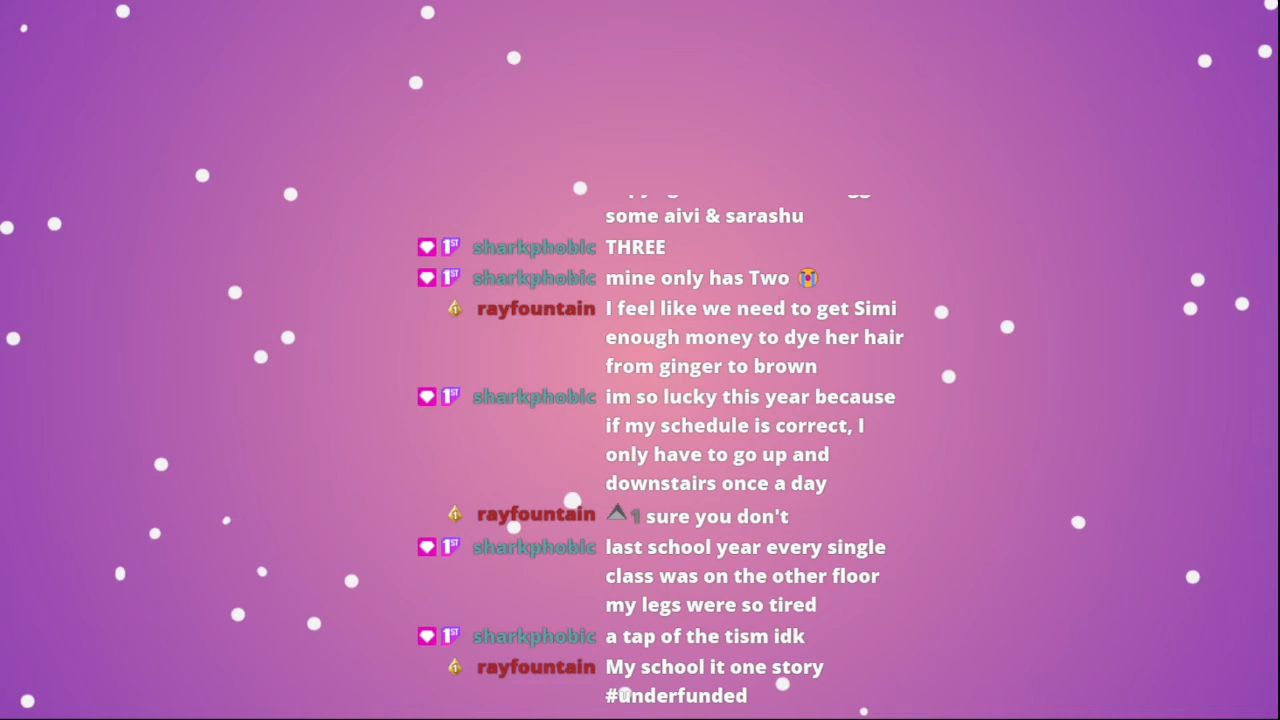 some aivi & sarashu
sharkphobic THREE
sharkphobic mine only has Two 😭
rayfountain I feel like we need to get Simi
enough money to dye her hair
from ginger to brown
sharkphobic im so lucky this year because
if my schedule is correct, I
only have to go up and
downstairs once a day
rayfountain 1 sure you don't
sharkphobic last school year every single
class was on the other floor
my legs were so tired
sharkphobic a tap of the tism idk
rayfountain My school it one story
#underfunded